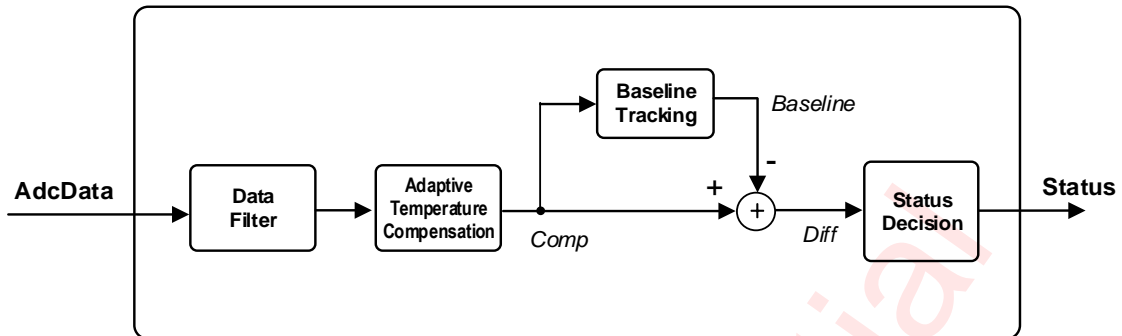 Baseline
Tracking
Baseline
-
AdcData
Data
Filter
Adaptive
Temperature
Compensation
Comp
+
+
Diff
Status
Decision
Status